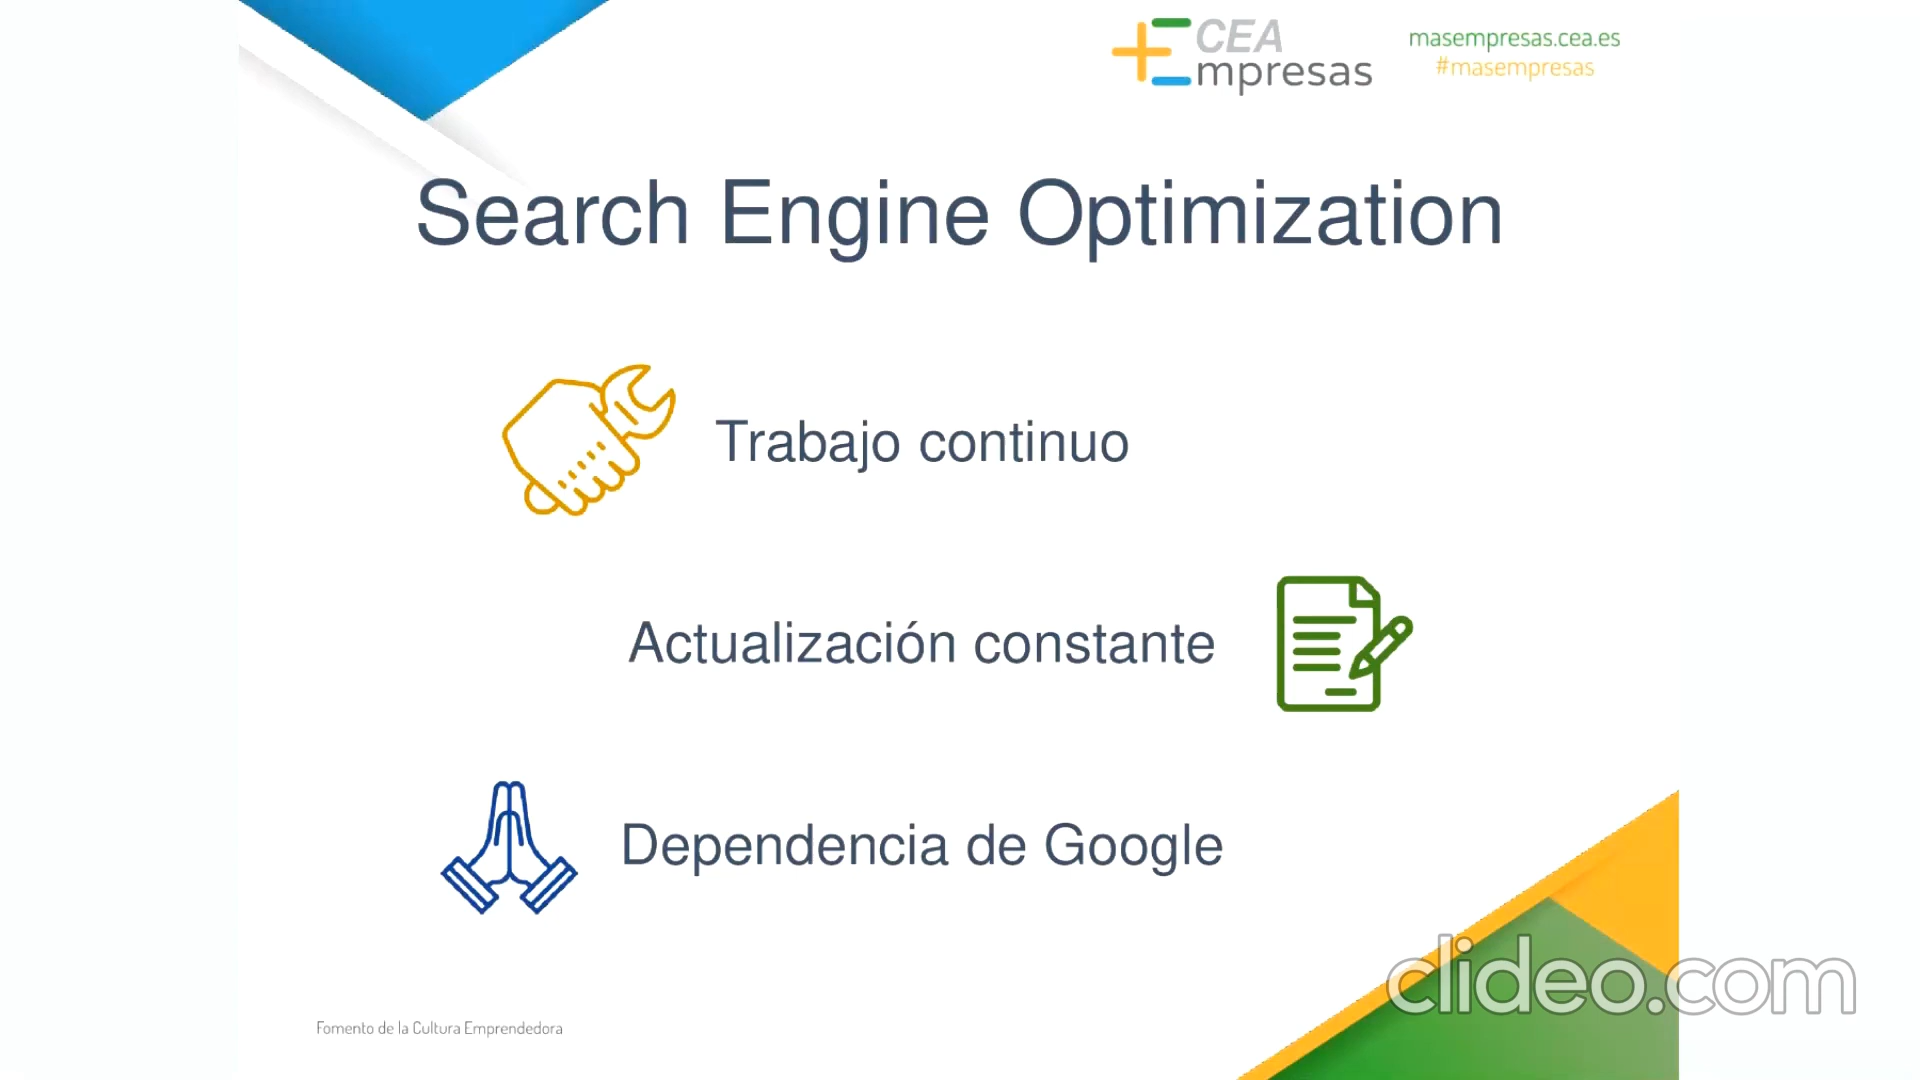 CEA
Empresas
masempresas.cea.es
#masempresas
Search Engine Optimization
Trabajo continuo
Actualización constante
Dependencia de Google
clideo.com
Fomento de la Cultura Emprendedora